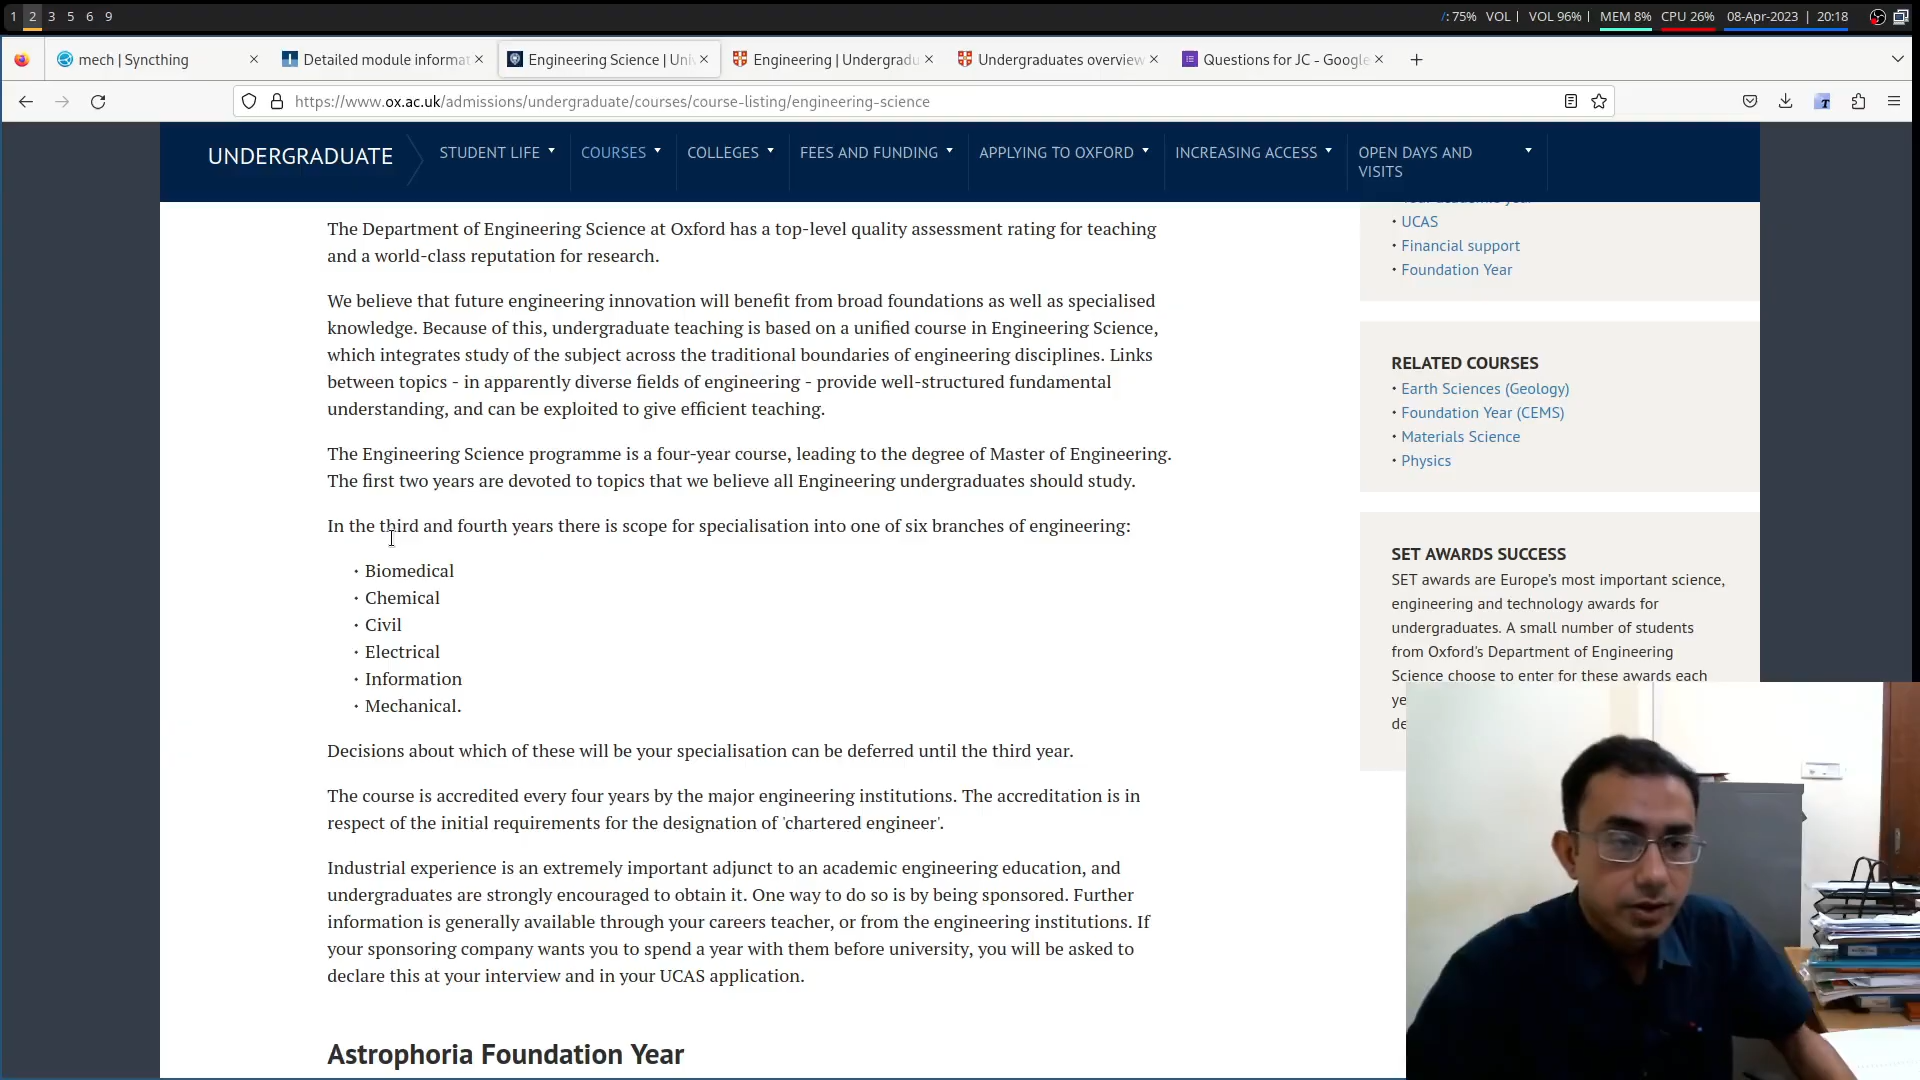 1 2 3 5 6 9
/: 75% VOL | VOL 96% | MEM 8% CPU 26% 08-Apr-2023 | 20:18
mech | Syncthing
Detailed module informat
Engineering Science | Uni
Engineering | Undergradu
Undergraduates overview
Questions for JC - Google
https://www.ox.ac.uk/admissions/undergraduate/courses/course-listing/engineering-science
UNDERGRADUATE
STUDENT LIFE
COURSES
COLLEGES
FEES AND FUNDING
APPLYING TO OXFORD
INCREASING ACCESS
OPEN DAYS AND
VISITS
The Department of Engineering Science at Oxford has a top-level quality assessment rating for teaching
and a world-class reputation for research.
We believe that future engineering innovation will benefit from broad foundations as well as specialised
knowledge. Because of this, undergraduate teaching is based on a unified course in Engineering Science,
which integrates study of the subject across the traditional boundaries of engineering disciplines. Links
between topics - in apparently diverse fields of engineering - provide well-structured fundamental
understanding, and can be exploited to give efficient teaching.
The Engineering Science programme is a four-year course, leading to the degree of Master of Engineering.
The first two years are devoted to topics that we believe all Engineering undergraduates should study.
In the third and fourth years there is scope for specialisation into one of six branches of engineering:
• Biomedical
• Chemical
• Civil
• Electrical
• Information
• Mechanical.
Decisions about which of these will be your specialisation can be deferred until the third year.
The course is accredited every four years by the major engineering institutions. The accreditation is in
respect of the initial requirements for the designation of 'chartered engineer'.
Industrial experience is an extremely important adjunct to an academic engineering education, and
undergraduates are strongly encouraged to obtain it. One way to do so is by being sponsored. Further
information is generally available through your careers teacher, or from the engineering institutions. If
your sponsoring company wants you to spend a year with them before university, you will be asked to
declare this at your interview and in your UCAS application.
Astrophoria Foundation Year
• UCAS
• Financial support
• Foundation Year
RELATED COURSES
• Earth Sciences (Geology)
• Foundation Year (CEMS)
• Materials Science
• Physics
SET AWARDS SUCCESS
SET awards are Europe's most important science,
engineering and technology awards for
undergraduates. A small number of students
from Oxford's Department of Engineering
Science choose to enter for these awards each
ye
de